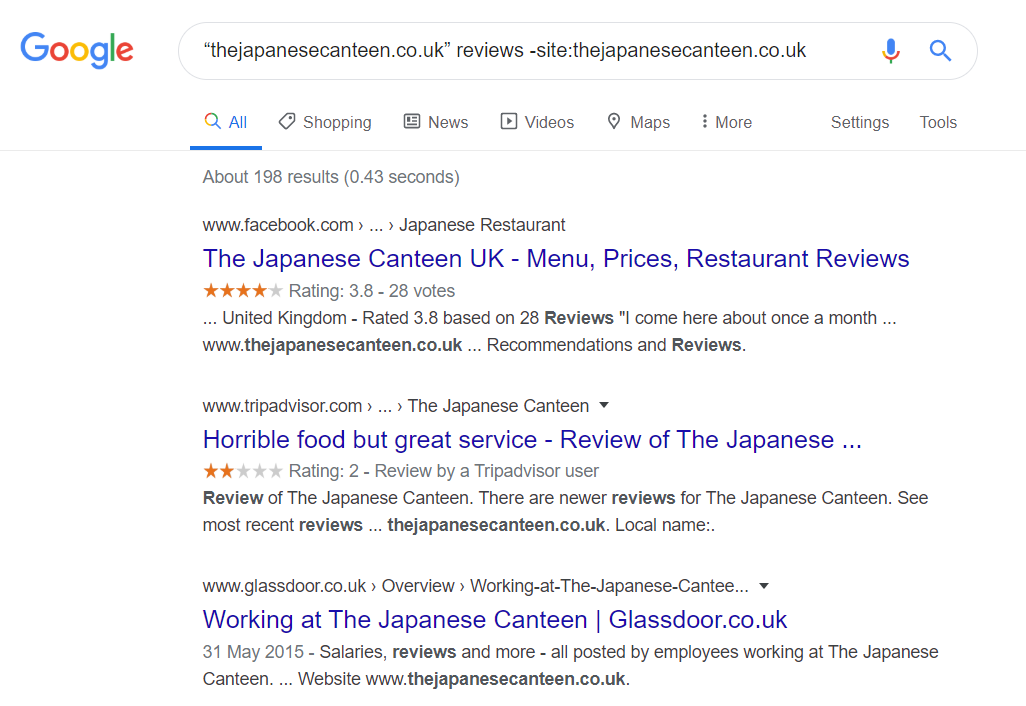 Google
“thejapanesecanteen.co.uk” reviews -site:thejapanesecanteen.co.uk
All Shopping News Videos Maps More Settings Tools
About 198 results (0.43 seconds)
www.facebook.com › ... › Japanese Restaurant
The Japanese Canteen UK - Menu, Prices, Restaurant Reviews
Rating: 3.8 - 28 votes
... United Kingdom - Rated 3.8 based on 28 Reviews "I come here about once a month ...
www.thejapanesecanteen.co.uk ... Recommendations and Reviews.
www.tripadvisor.com › ... › The Japanese Canteen
Horrible food but great service - Review of The Japanese ...
Rating: 2 - Review by a Tripadvisor user
Review of The Japanese Canteen. There are newer reviews for The Japanese Canteen. See
most recent reviews ... thejapanesecanteen.co.uk. Local name:.
www.glassdoor.co.uk › Overview › Working-at-The-Japanese-Cantee...
Working at The Japanese Canteen | Glassdoor.co.uk
31 May 2015 - Salaries, reviews and more - all posted by employees working at The Japanese
Canteen. ... Website www.thejapanesecanteen.co.uk.